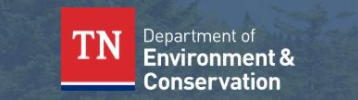 TN
Department of
Environment &
Conservation